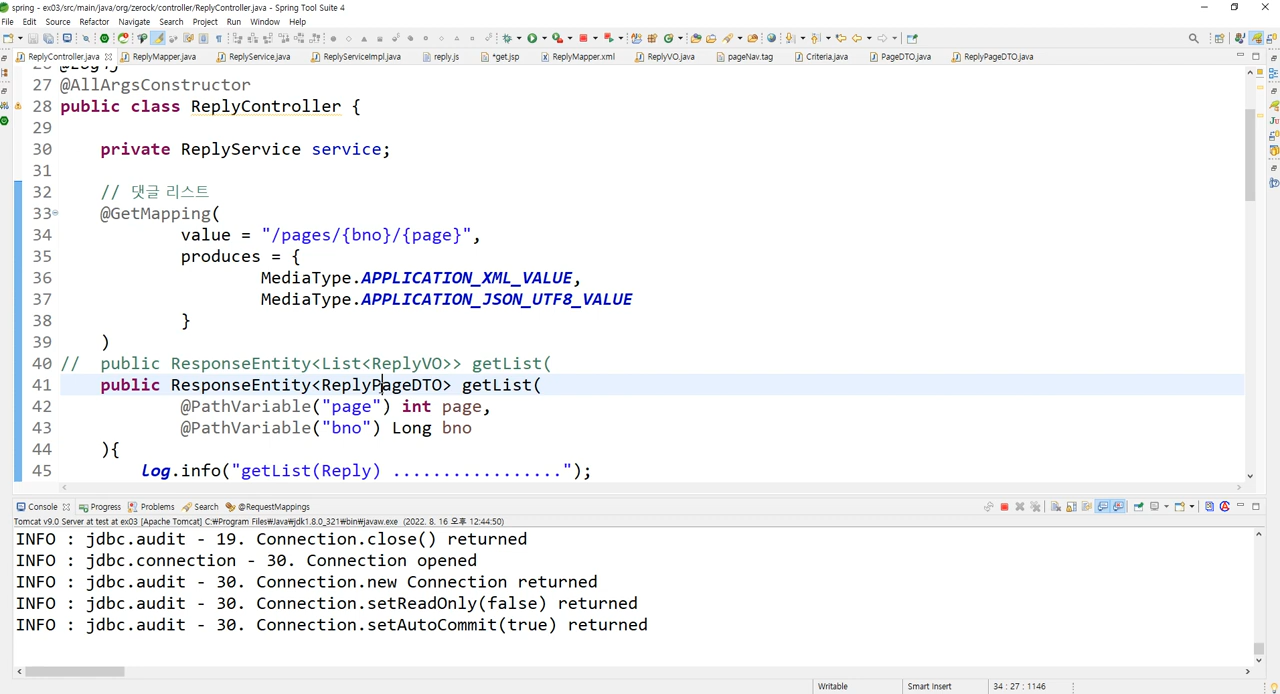 spring - ex03/src/main/java/org/zerock/controller/ReplyController.java - Spring Tool Suite 4
File Edit Source Refactor Navigate Search Project Run Window Help
ReplyController.java ReplyMapper.java ReplyService.java ReplyServiceImpl.java reply.js *get.jsp ReplyMapper.xml ReplyVO.java pageNav.tag Criteria.java PageDTO.java ReplyPageDTO.java
27 @AllArgsConstructor
28 public class ReplyController {
29
30 private ReplyService service;
31
32 // 댓글 리스트
33 @GetMapping(
34 value = "/pages/{bno}/{page}",
35 produces = {
36 MediaType.APPLICATION_XML_VALUE,
37 MediaType.APPLICATION_JSON_UTF8_VALUE
38 }
39 )
40 // public ResponseEntity<List<ReplyVO>> getList(
41 public ResponseEntity<ReplyPageDTO> getList(
42 @PathVariable("page") int page,
43 @PathVariable("bno") Long bno
44 ){
45 log.info("getList(Reply) .................");
Console Progress Problems Search @RequestMappings
Tomcat v9.0 Server at test at ex03 [Apache Tomcat] C:₩Program Files₩Java₩jdk1.8.0_321₩bin₩javaw.exe (2022. 8. 16 오후 12:44:50)
INFO : jdbc.audit - 19. Connection.close() returned
INFO : jdbc.connection - 30. Connection opened
INFO : jdbc.audit - 30. Connection.new Connection returned
INFO : jdbc.audit - 30. Connection.setReadOnly(false) returned
INFO : jdbc.audit - 30. Connection.setAutoCommit(true) returned
Writable Smart Insert 34 : 27 : 1146